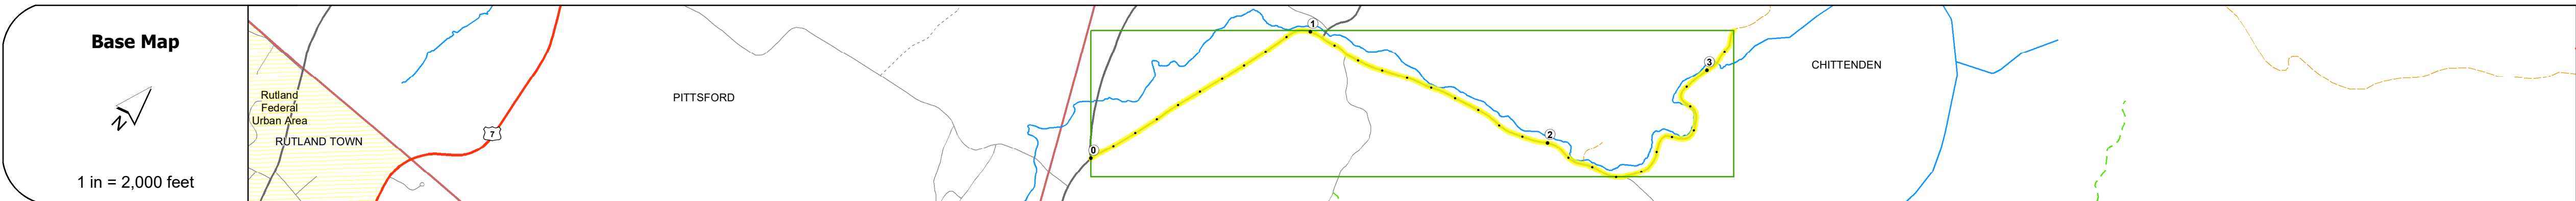 Base Map
N
1 in = 2,000 feet
Rutland
Federal
Urban Area
RUTLAND TOWN
7
PITTSFORD
0
1
2
3
CHITTENDEN